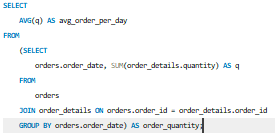 SELECT
AVG(q) AS avg_order_per_day
FROM
(SELECT
orders.order_date, SUM(order_details.quantity) AS q
FROM
orders
JOIN order_details ON orders.order_id = order_details.order_id
GROUP BY orders.order_date) AS order_quantity;